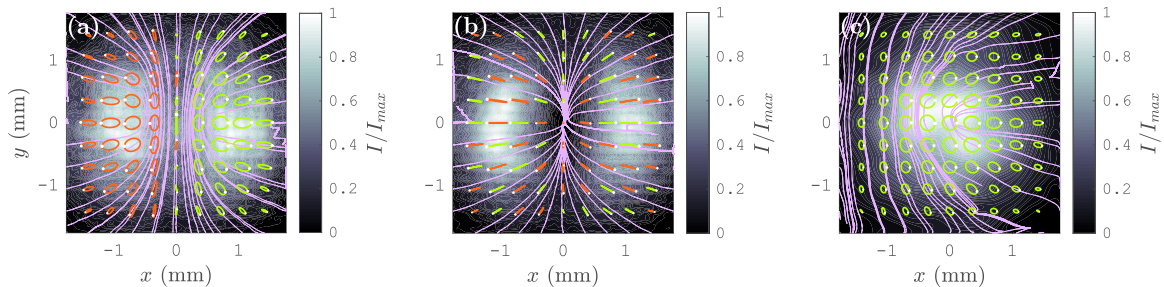 (a) (b) (c)
1 1 1
1 0.8 0.8 0.8
y (mm) 0 0.6 0.6 0.6 I/I_max I/I_max I/I_max
0.4 0.4 0.4
-1 0.2 0.2 0.2
0 0 0
-1 0 1 -1 0 1 -1 0 1
x (mm) x (mm) x (mm)